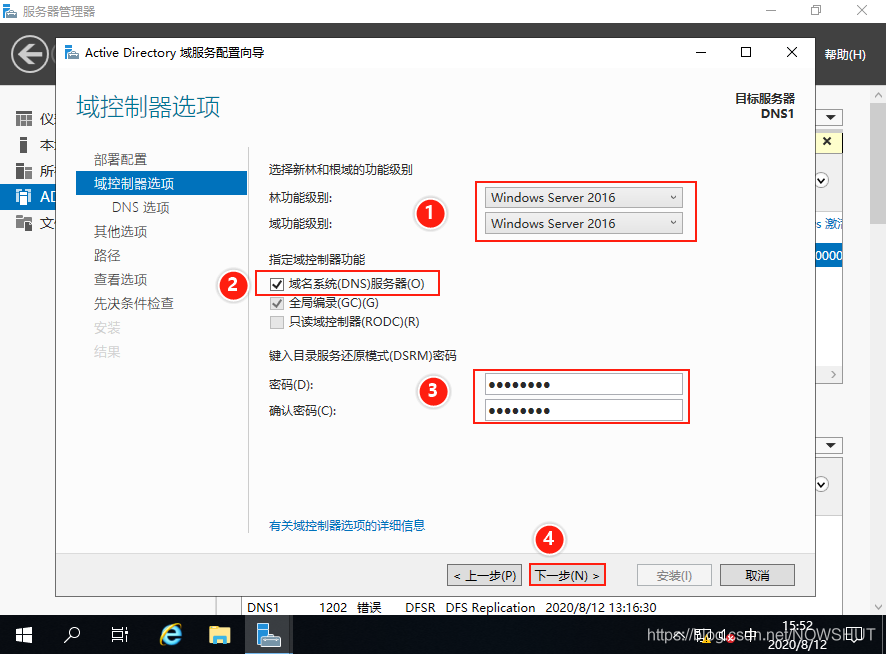 服务器管理器
Active Directory 域服务配置向导
帮助(H)
域控制器选项
目标服务器
DNS1
仪
本
所
AD
文
部署配置
域控制器选项
DNS 选项
其他选项
路径
查看选项
先决条件检查
安装
结果
选择新林和根域的功能级别
林功能级别:
Windows Server 2016
1
域功能级别:
Windows Server 2016
指定域控制器功能
2
域名系统(DNS)服务器(O)
全局编录(GC)(G)
只读域控制器(RODC)(R)
键入目录服务还原模式(DSRM)密码
密码(D):
3
确认密码(C):
s 激活
0000
有关域控制器选项的详细信息
4
< 上一步(P)
下一步(N) >
安装(I)
取消
DNS1 1202 错误 DFSR DFS Replication 2020/8/12 13:16:30
https://blog.csdn.net/NOWSHUT
中
15:52
2020/8/12